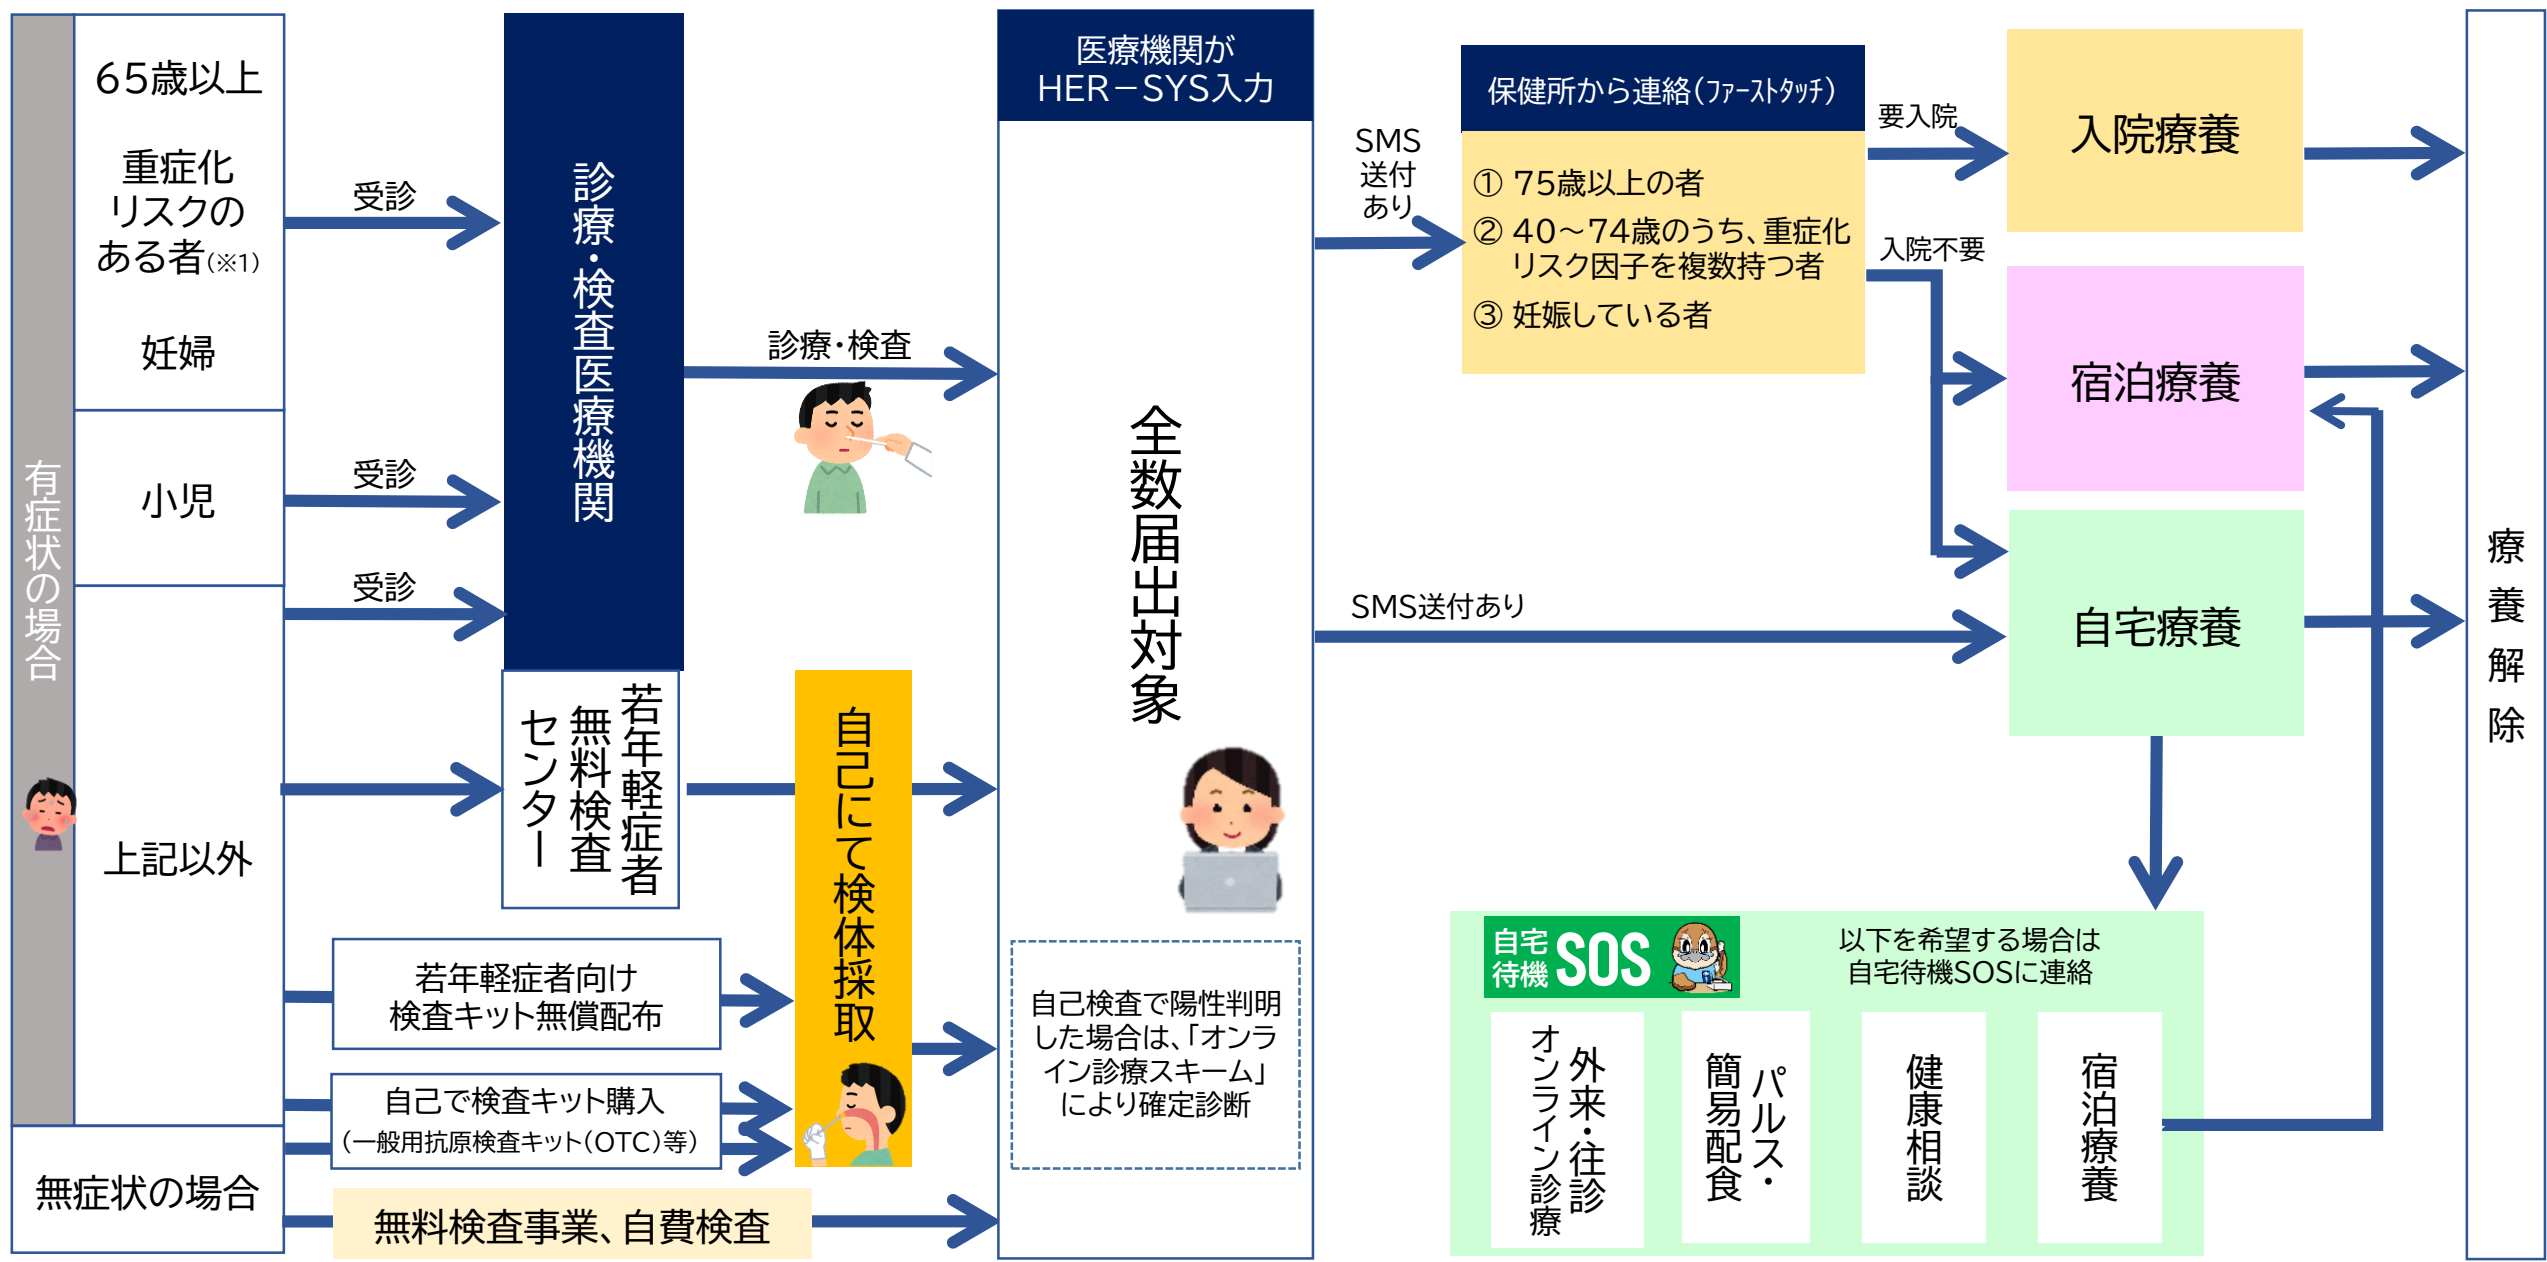 有症状の場合
65歳以上
重症化
リスクの
ある者(※1)
妊婦
小児
上記以外
無症状の場合
受診
受診
受診
診療・検査医療機関
若年軽症者
無料検査
センター
若年軽症者向け
検査キット無償配布
自己で検査キット購入
(一般用抗原検査キット(OTC)等)
無料検査事業、自費検査
診療・検査
自己にて検体採取
医療機関が
HER－SYS入力
全数届出対象
自己検査で陽性判明
した場合は、「オンラ
イン診療スキーム」
により確定診断
SMS
送付
あり
SMS送付あり
保健所から連絡(ﾌｧｰｽﾄﾀｯﾁ)
① 75歳以上の者
② 40～74歳のうち、重症化
リスク因子を複数持つ者
③ 妊娠している者
要入院
入院不要
入院療養
宿泊療養
自宅療養
自宅
待機
SOS
以下を希望する場合は
自宅待機SOSに連絡
外来・往診
オンライン診療
パルス・
簡易配食
健康相談
宿泊療養
療養解除